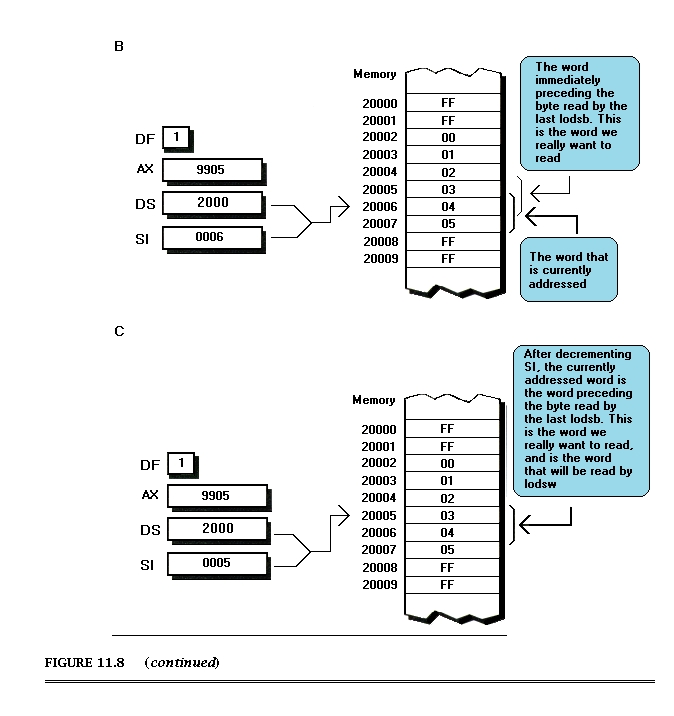 B
Memory
The word
immediately
preceding the
byte read by the
last lodsb. This
is the word we
really want to
read
20000 FF
20001 FF
20002 00
20003 01
20004 02
20005 03
20006 04
20007 05
20008 FF
20009 FF
DF 1
AX 9905
DS 2000
SI 0006
The word that
is currently
addressed
C
Memory
After decrementing
SI, the currently
addressed word is
the word preceding
the byte read by
the last lodsb. This
is the word we
really want to read,
and is the word
that will be read by
lodsw
20000 FF
20001 FF
20002 00
20003 01
20004 02
20005 03
20006 04
20007 05
20008 FF
20009 FF
DF 1
AX 9905
DS 2000
SI 0005
FIGURE 11.8 (continued)